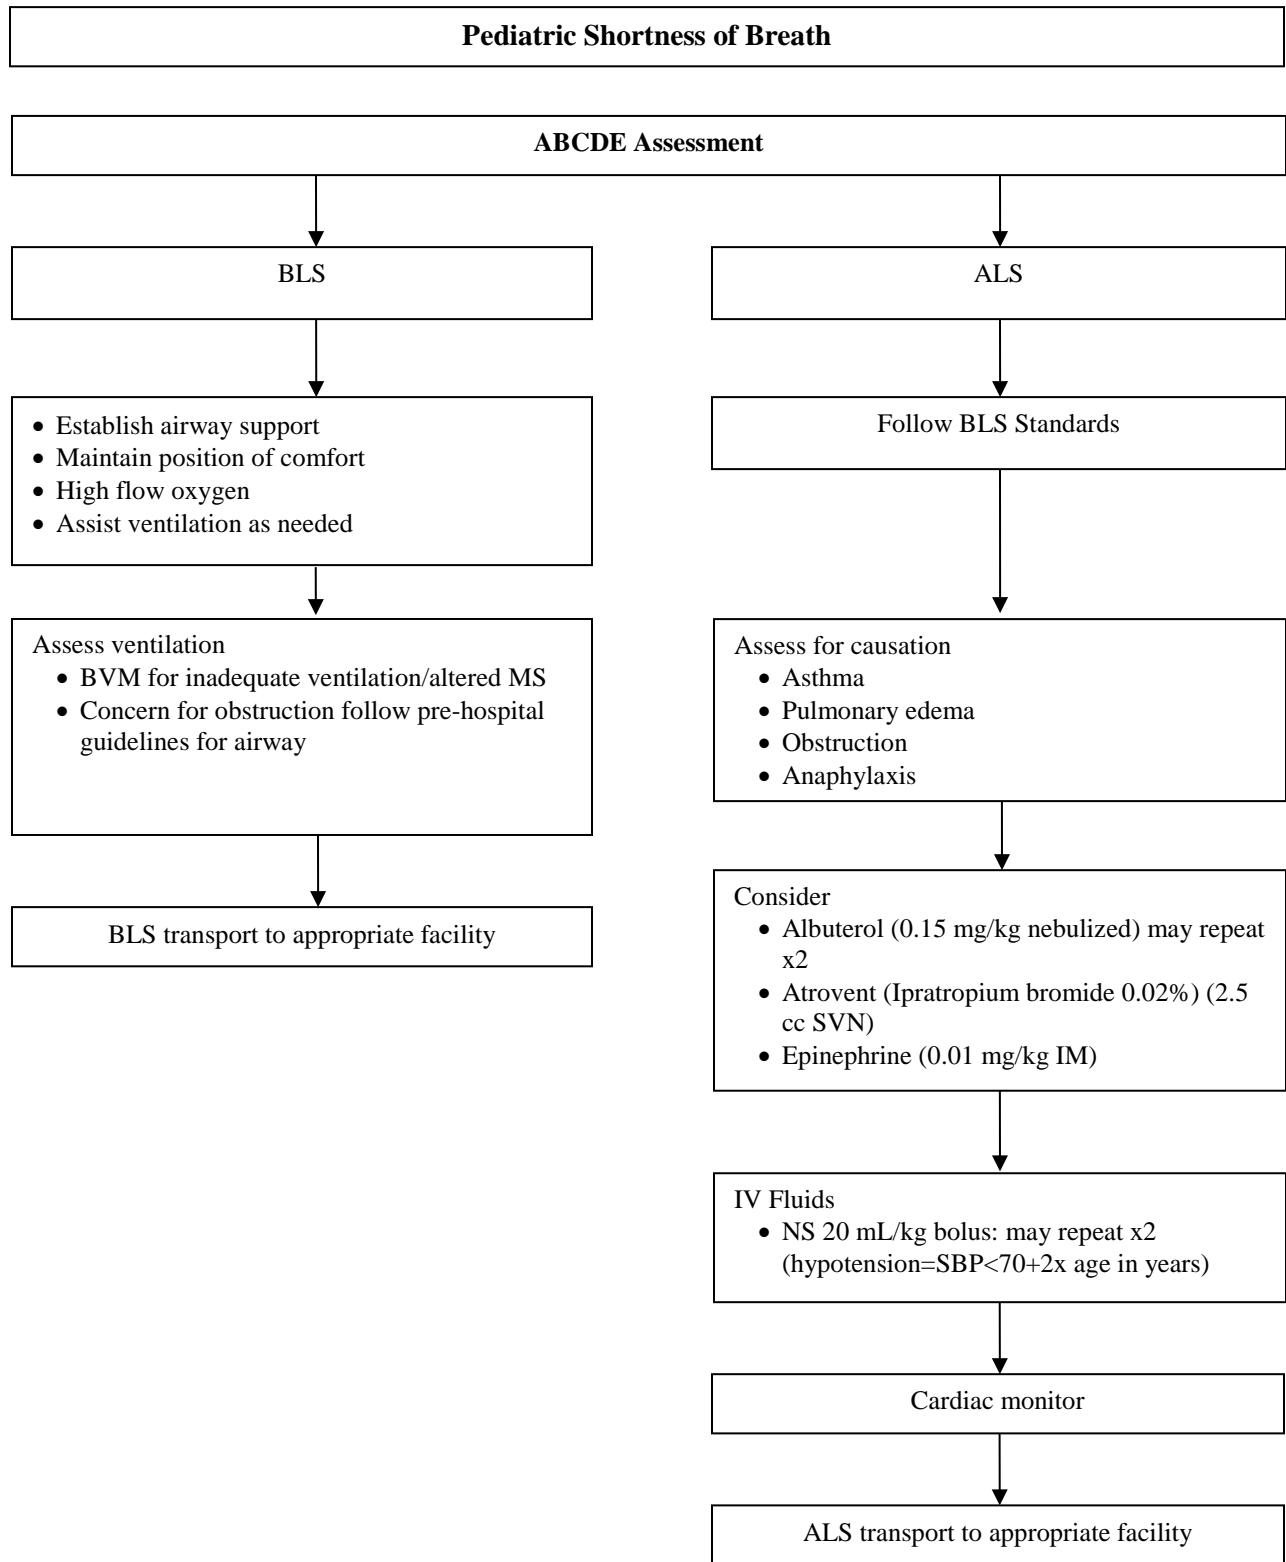 Pediatric Shortness of Breath
ABCDE Assessment
BLS
• Establish airway support
• Maintain position of comfort
• High flow oxygen
• Assist ventilation as needed
Assess ventilation
• BVM for inadequate ventilation/altered MS
• Concern for obstruction follow pre-hospital
guidelines for airway
BLS transport to appropriate facility
ALS
Follow BLS Standards
Assess for causation
• Asthma
• Pulmonary edema
• Obstruction
• Anaphylaxis
Consider
• Albuterol (0.15 mg/kg nebulized) may repeat
x2
• Atrovent (Ipratropium bromide 0.02%) (2.5
cc SVN)
• Epinephrine (0.01 mg/kg IM)
IV Fluids
• NS 20 mL/kg bolus: may repeat x2
(hypotension=SBP<70+2x age in years)
Cardiac monitor
ALS transport to appropriate facility